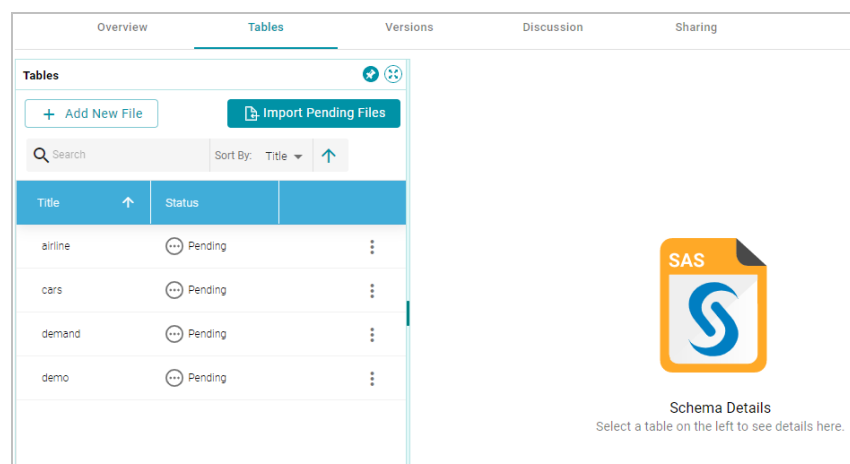 Overview Tables Versions Discussion Sharing
Tables
+ Add New File Import Pending Files
Search Sort By: Title
Title Status
airline Pending
cars Pending
demand Pending
demo Pending
SAS
S
Schema Details
Select a table on the left to see details here.